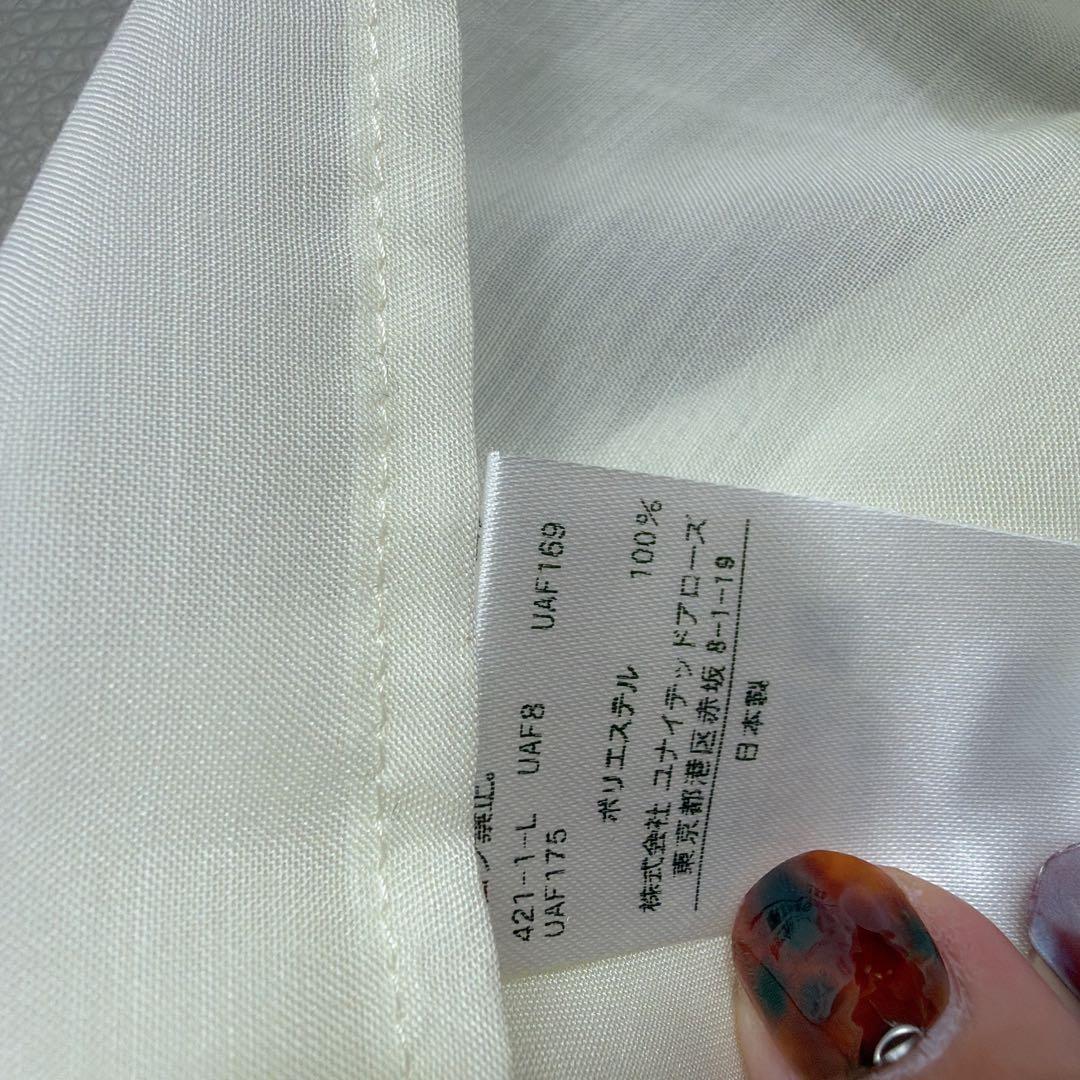 禁止。
421-1-L UAF8 UAF169
UAF175
ポリエステル 100%
株式会社 ユナイテッドアローズ
東京都港区赤坂 8-1-19
日本製